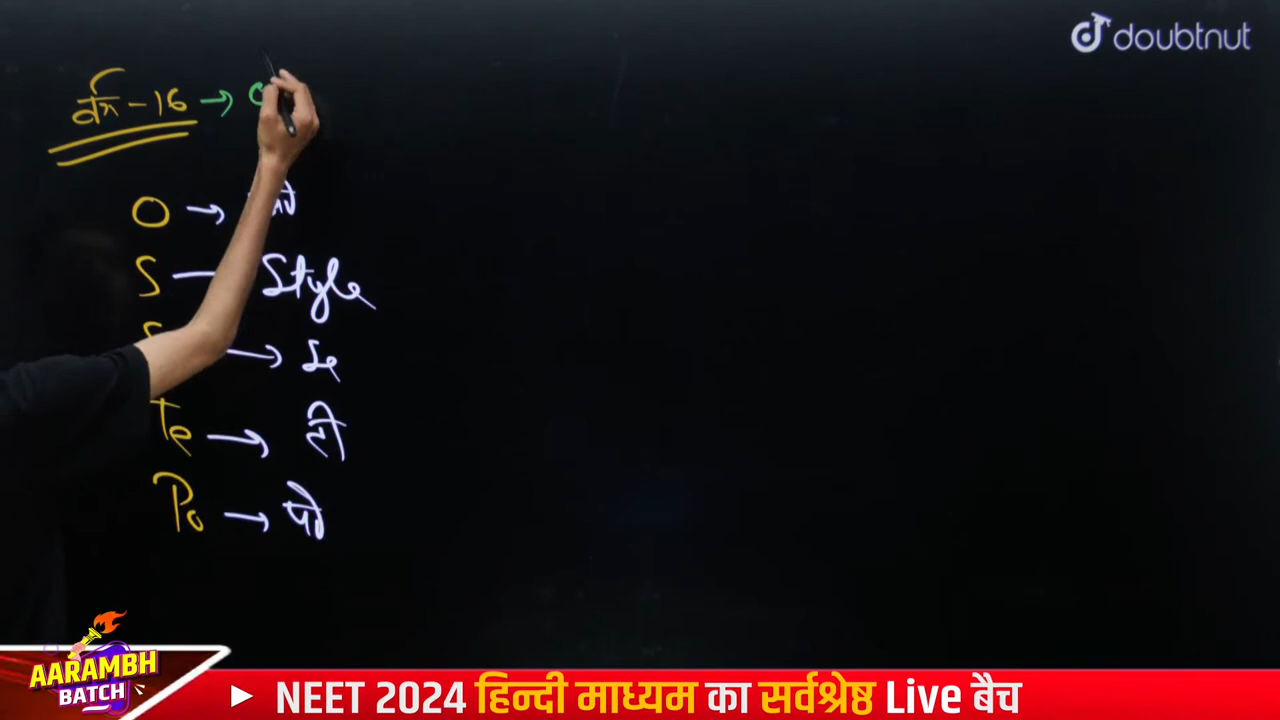 doubtnut
वर्ग - 16 →
O →
S — Style
→ Se
Te → टी
Po → पो
AARAMBH
BATCH
NEET 2024 हिन्दी माध्यम का सर्वश्रेष्ठ Live बैच